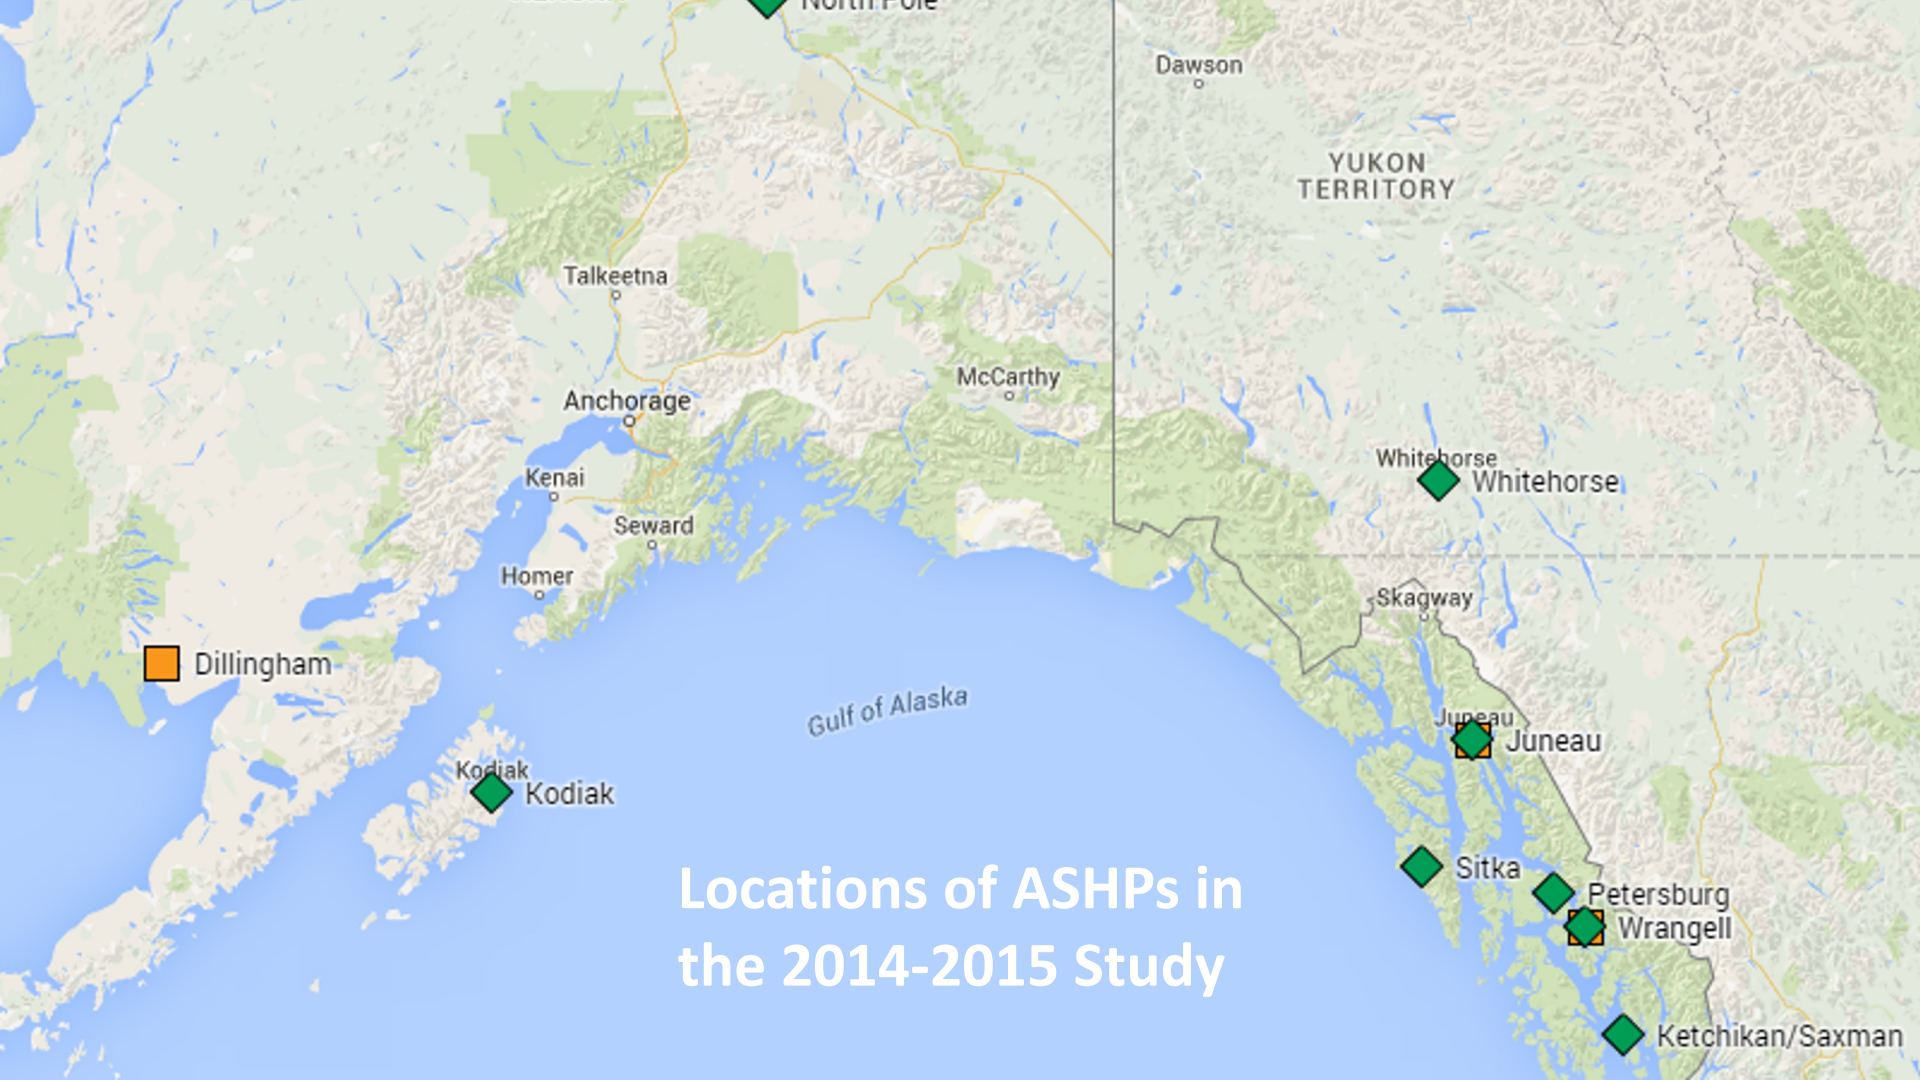 North Pole
Dawson
YUKON
TERRITORY
Talkeetna
McCarthy
Anchorage
Whitehorse
Kenai
Whitehorse
Seward
Homer
Skagway
Dillingham
Gulf of Alaska
Juneau
Juneau
Kodiak
Kodiak
Sitka
Locations of ASHPs in
the 2014-2015 Study
Petersburg
Wrangell
Ketchikan/Saxman